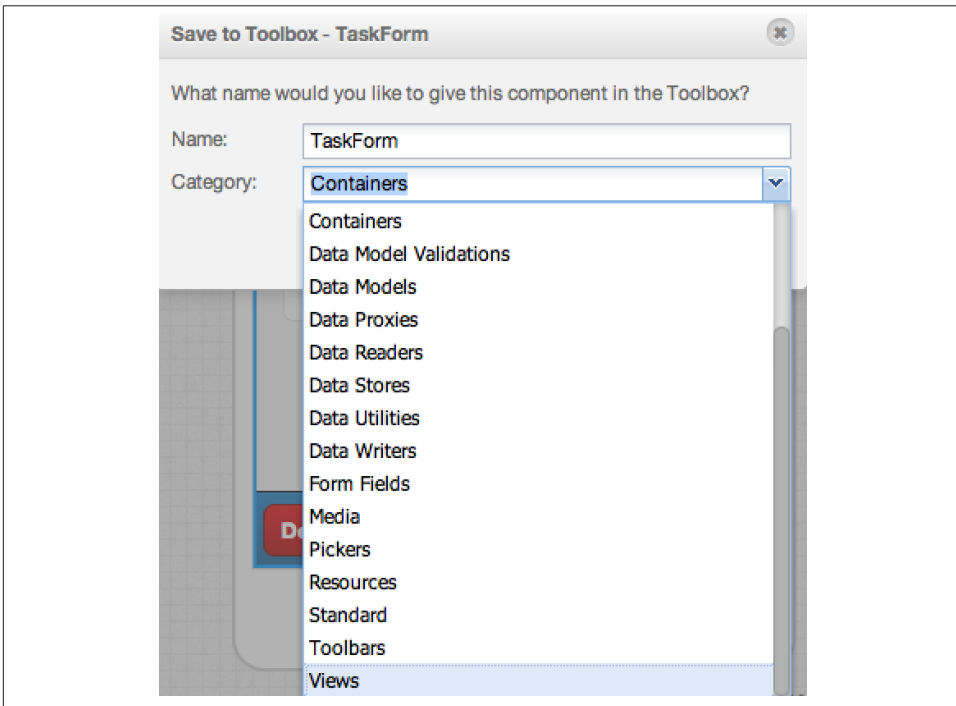 Save to Toolbox - TaskForm
What name would you like to give this component in the Toolbox?
Name:
TaskForm
Category:
Containers
Containers
Data Model Validations
Data Models
Data Proxies
Data Readers
Data Stores
Data Utilities
Data Writers
Form Fields
Media
Pickers
Resources
Standard
Toolbars
Views